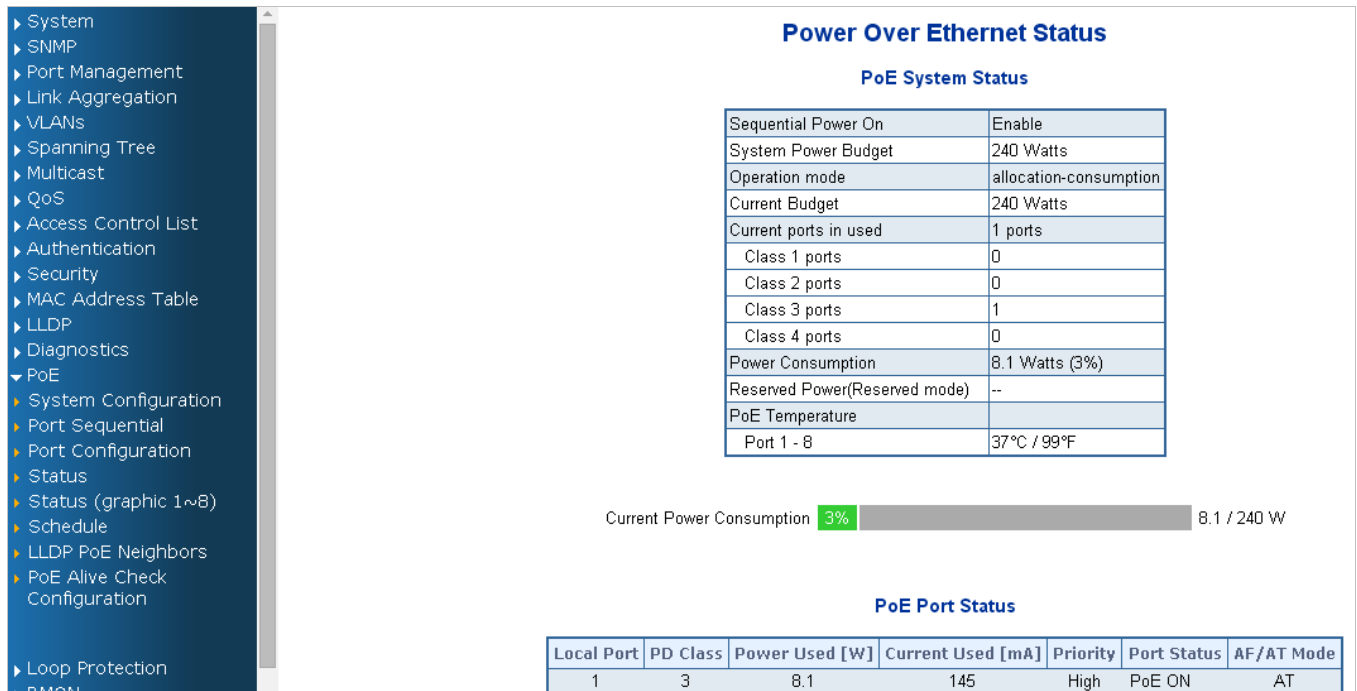 System
SNMP
Port Management
Link Aggregation
VLANs
Spanning Tree
Multicast
QoS
Access Control List
Authentication
Security
MAC Address Table
LLDP
Diagnostics
PoE
System Configuration
Port Sequential
Port Configuration
Status
Status (graphic 1~8)
Schedule
LLDP PoE Neighbors
PoE Alive Check
Configuration
Loop Protection
RMON
Power Over Ethernet Status
PoE System Status
Sequential Power On Enable
System Power Budget 240 Watts
Operation mode allocation-consumption
Current Budget 240 Watts
Current ports in used 1 ports
Class 1 ports 0
Class 2 ports 0
Class 3 ports 1
Class 4 ports 0
Power Consumption 8.1 Watts (3%)
Reserved Power(Reserved mode) --
PoE Temperature
Port 1 - 8 37°C / 99°F
Current Power Consumption 3% 8.1 / 240 W
PoE Port Status
Local Port PD Class Power Used [W] Current Used [mA] Priority Port Status AF/AT Mode
1 3 8.1 145 High PoE ON AT